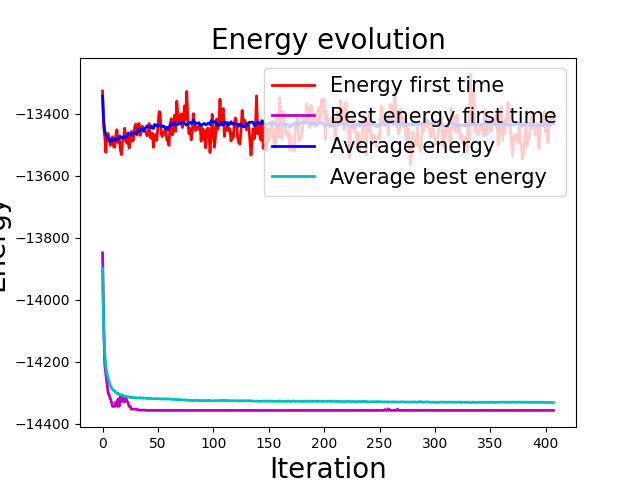 Energy evolution
Energy
−13400
−13600
−13800
−14000
−14200
−14400
0
50
100
150
200
250
300
350
400
Iteration
Energy first time
Best energy first time
Average energy
Average best energy